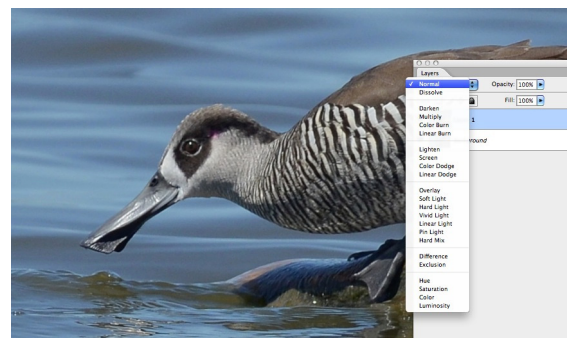 Layers
✓ Normal
Opacity: 100%
Dissolve
Fill: 100%
Darken
Multiply
1
Color Burn
Linear Burn
Lighten
Screen
Color Dodge
Linear Dodge
Overlay
Soft Light
Hard Light
Vivid Light
Linear Light
Pin Light
Hard Mix
Difference
Exclusion
Hue
Saturation
Color
Luminosity